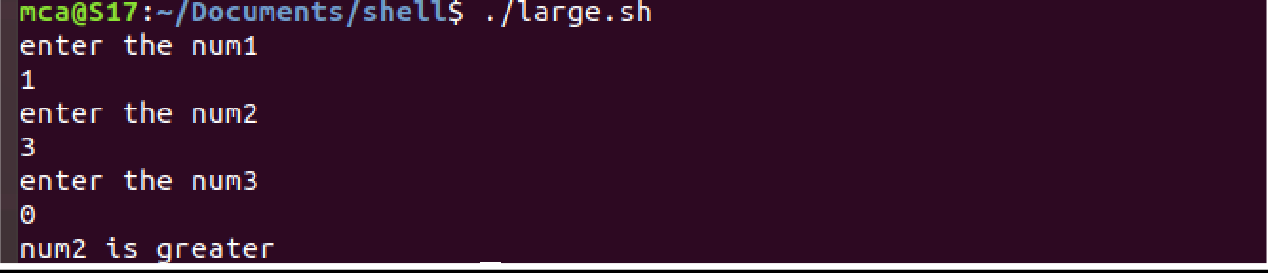 mca@S17:~/Documents/shell$ ./large.sh
enter the num1
1
enter the num2
3
enter the num3
0
num2 is greater